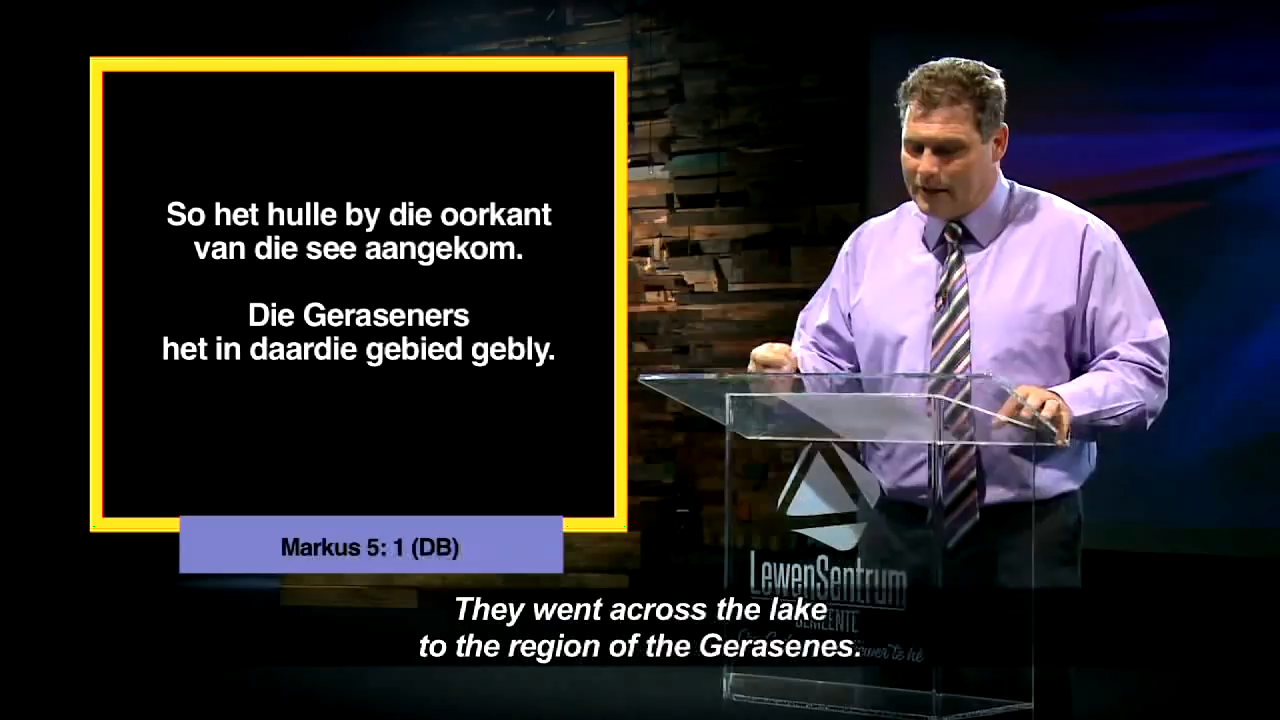 So het hulle by die oorkant
van die see aangekom.
Die Geraseners
het in daardie gebied gebly.
Markus 5: 1 (DB)
LewenSentrum
GEMEENTE
They went across the lake
to the region of the Gerasenes.